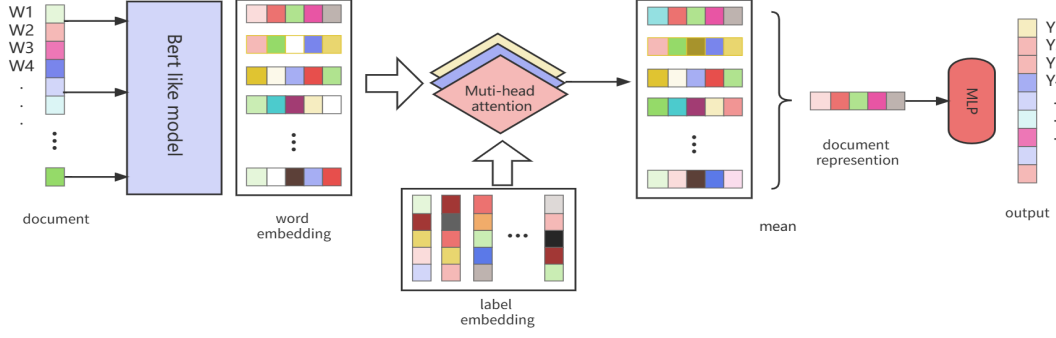 W1
W2
W3
W4
.
.
.
document
Bert like model
word
embedding
Muti-head
attention
label
embedding
mean
document
represention
MLP
Y
Y
Y
output